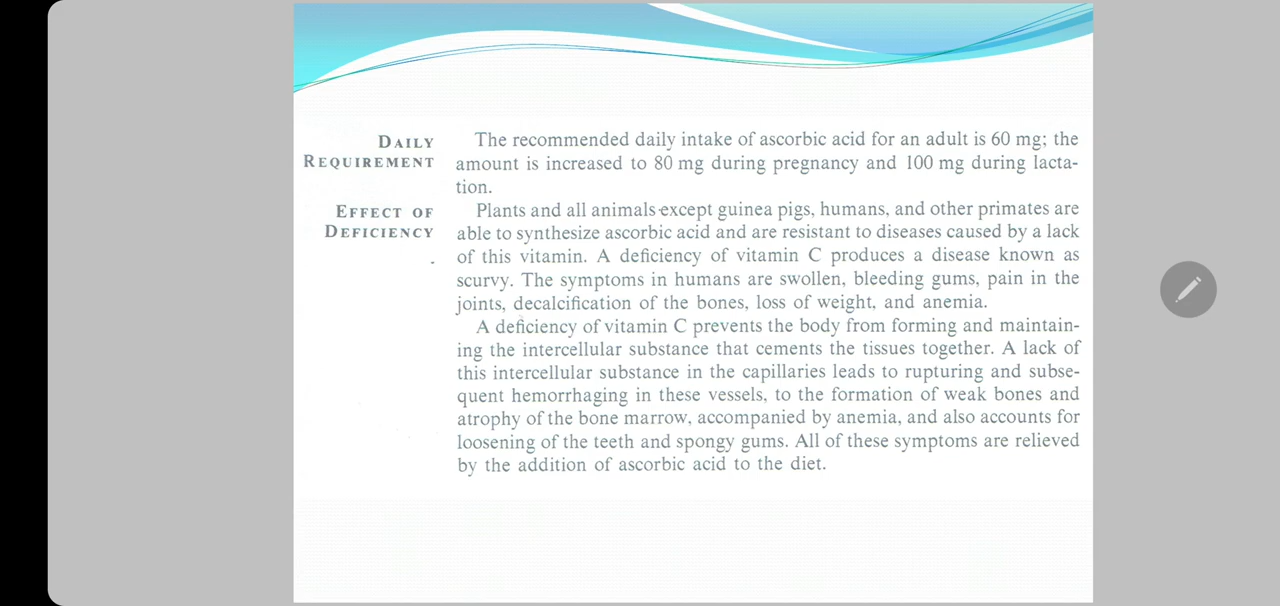 DAILY
REQUIREMENT
The recommended daily intake of ascorbic acid for an adult is 60 mg; the
amount is increased to 80 mg during pregnancy and 100 mg during lacta-
tion.
EFFECT OF
DEFICIENCY
Plants and all animals except guinea pigs, humans, and other primates are
able to synthesize ascorbic acid and are resistant to diseases caused by a lack
of this vitamin. A deficiency of vitamin C produces a disease known as
scurvy. The symptoms in humans are swollen, bleeding gums, pain in the
joints, decalcification of the bones, loss of weight, and anemia.
A deficiency of vitamin C prevents the body from forming and maintain-
ing the intercellular substance that cements the tissues together. A lack of
this intercellular substance in the capillaries leads to rupturing and subse-
quent hemorrhaging in these vessels, to the formation of weak bones and
atrophy of the bone marrow, accompanied by anemia, and also accounts for
loosening of the teeth and spongy gums. All of these symptoms are relieved
by the addition of ascorbic acid to the diet.